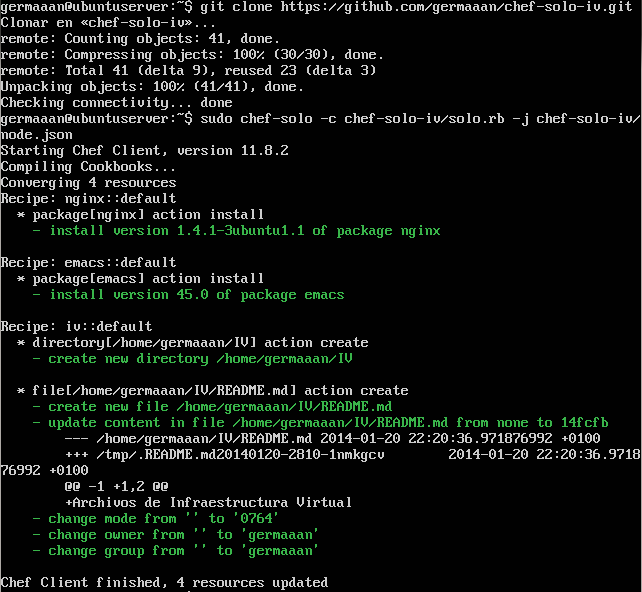 germaaan@ubuntuserver:~$ git clone https://github.com/germaaan/chef-solo-iv.git
Clonar en «chef-solo-iv»...
remote: Counting objects: 41, done.
remote: Compressing objects: 100% (30/30), done.
remote: Total 41 (delta 9), reused 23 (delta 3)
Unpacking objects: 100% (41/41), done.
Checking connectivity... done
germaaan@ubuntuserver:~$ sudo chef-solo -c chef-solo-iv/solo.rb -j chef-solo-iv/
node.json
Starting Chef Client, version 11.8.2
Compiling Cookbooks...
Converging 4 resources
Recipe: nginx::default
  * package[nginx] action install
    - install version 1.4.1-3ubuntu1.1 of package nginx

Recipe: emacs::default
  * package[emacs] action install
    - install version 45.0 of package emacs

Recipe: iv::default
  * directory[/home/germaaan/IV] action create
    - create new directory /home/germaaan/IV

  * file[/home/germaaan/IV/README.md] action create
    - create new file /home/germaaan/IV/README.md
    - update content in file /home/germaaan/IV/README.md from none to 14fcfb
        --- /home/germaaan/IV/README.md 2014-01-20 22:20:36.971876992 +0100
        +++ /tmp/.README.md20140120-2810-1nmkgcv        2014-01-20 22:20:36.9718
76992 +0100
        @@ -1 +1,2 @@
        +Archivos de Infraestructura Virtual
    - change mode from '' to '0764'
    - change owner from '' to 'germaaan'
    - change group from '' to 'germaaan'

Chef Client finished, 4 resources updated